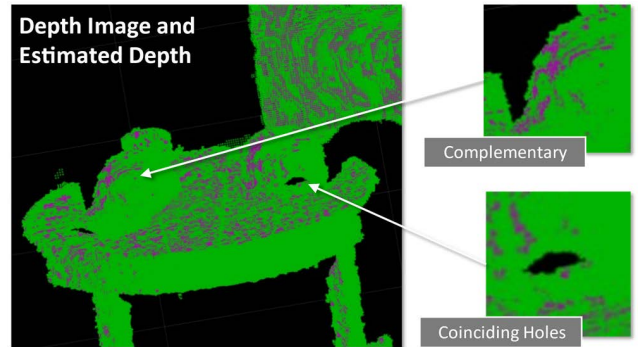 Depth Image and
Estimated Depth
Complementary
Coinciding Holes